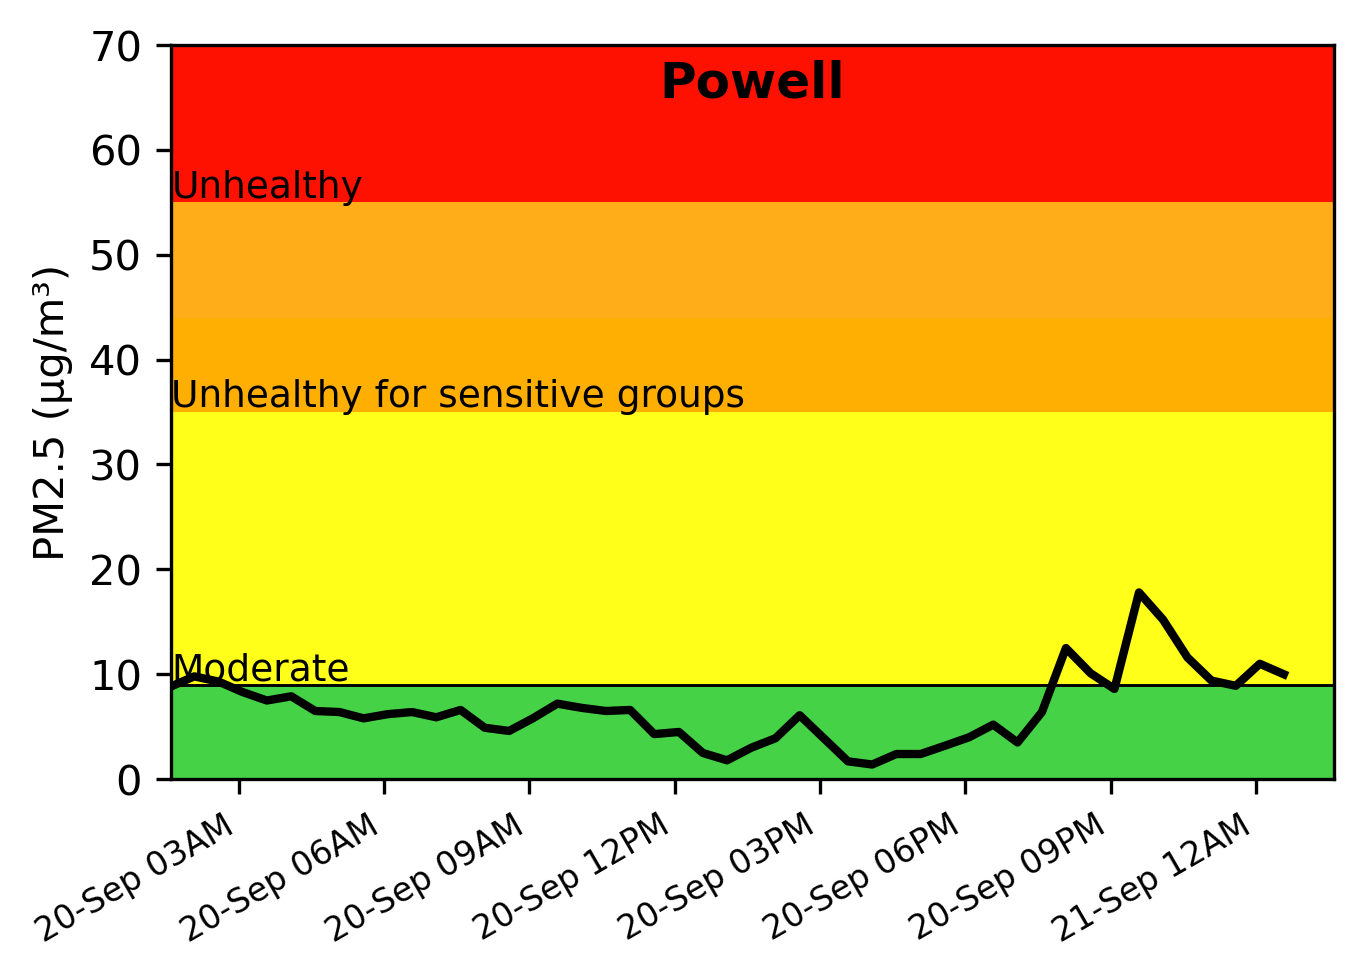 Powell
70
60
50
40
30
20
10
0
PM2.5 (μg/m³)
Unhealthy
Unhealthy for sensitive groups
Moderate
20-Sep 03AM
20-Sep 06AM
20-Sep 09AM
20-Sep 12PM
20-Sep 03PM
20-Sep 06PM
20-Sep 09PM
21-Sep 12AM